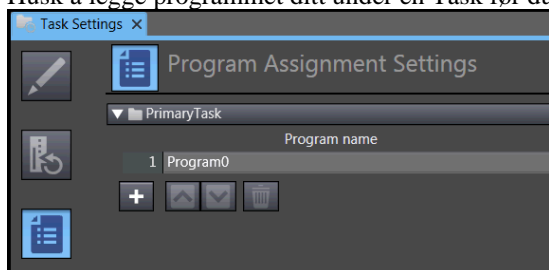 Husk å legge programmet ditt under en Task før du
Task Settings ×
Program Assignment Settings
PrimaryTask
Program name
1 Program0